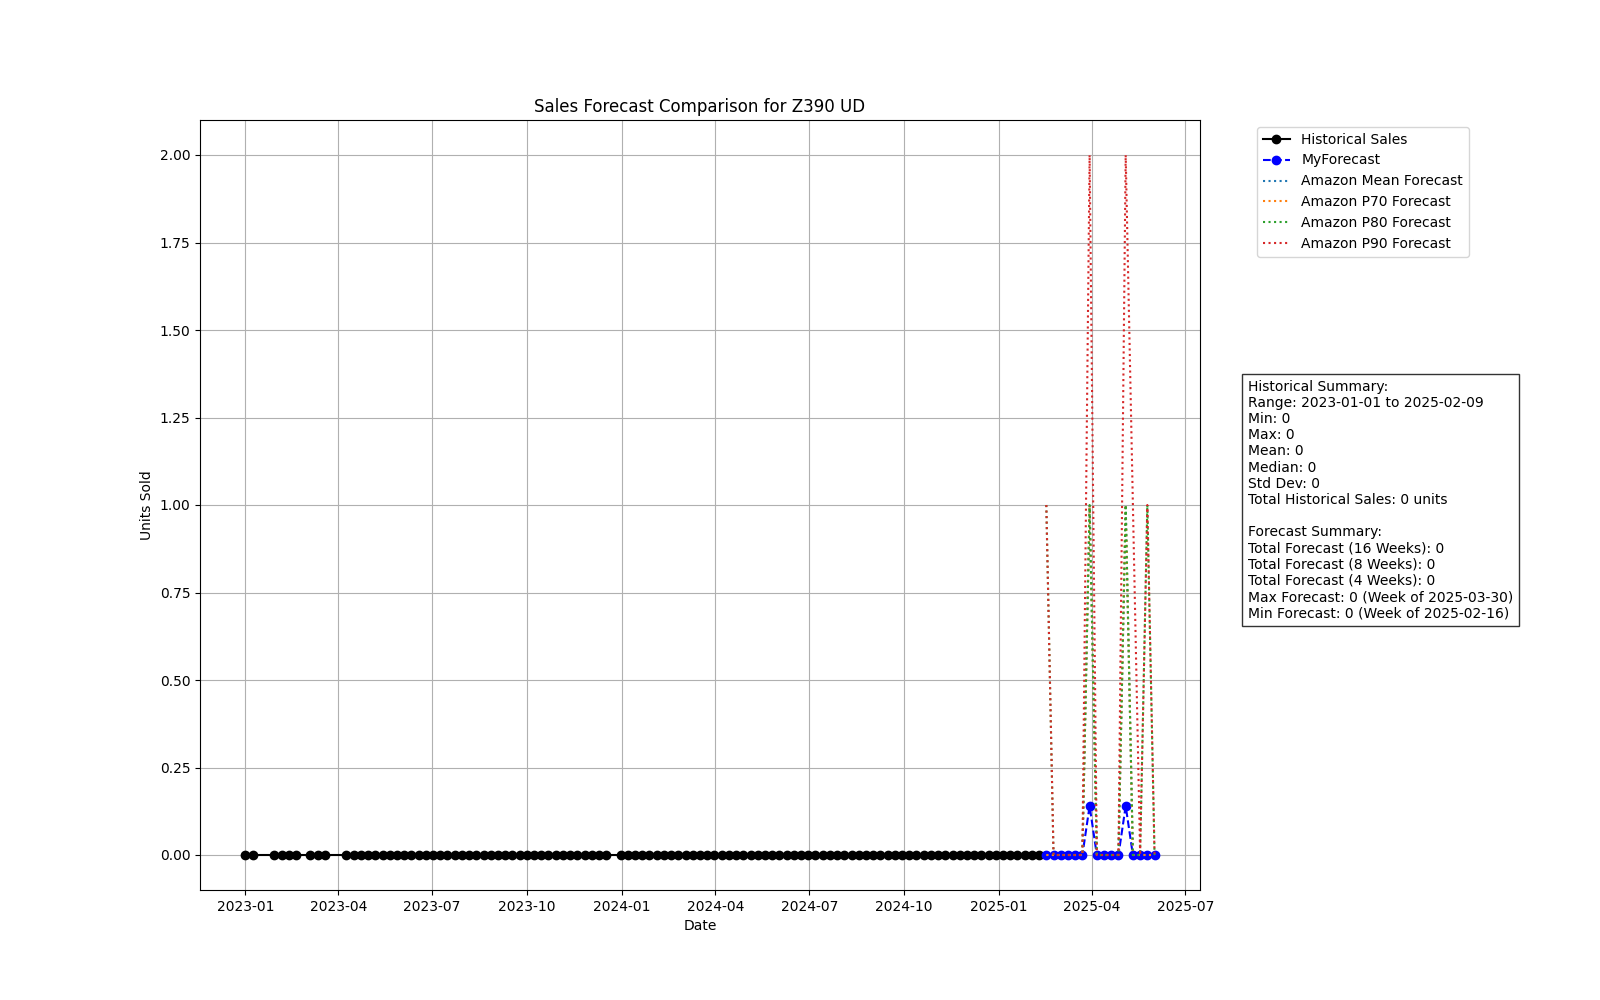 Sales Forecast Comparison for Z390 UD
Historical Sales
MyForecast
Amazon Mean Forecast
Amazon P70 Forecast
Amazon P80 Forecast
Amazon P90 Forecast
2.00
1.75
1.50
1.25
1.00
0.75
0.50
0.25
0.00
Units Sold
Historical Summary:
Range: 2023-01-01 to 2025-02-09
Min: 0
Max: 0
Mean: 0
Median: 0
Std Dev: 0
Total Historical Sales: 0 units
Forecast Summary:
Total Forecast (16 Weeks): 0
Total Forecast (8 Weeks): 0
Total Forecast (4 Weeks): 0
Max Forecast: 0 (Week of 2025-03-30)
Min Forecast: 0 (Week of 2025-02-16)
2023-01 2023-04 2023-07 2023-10 2024-01 2024-04 2024-07 2024-10 2025-01 2025-04 2025-07
Date